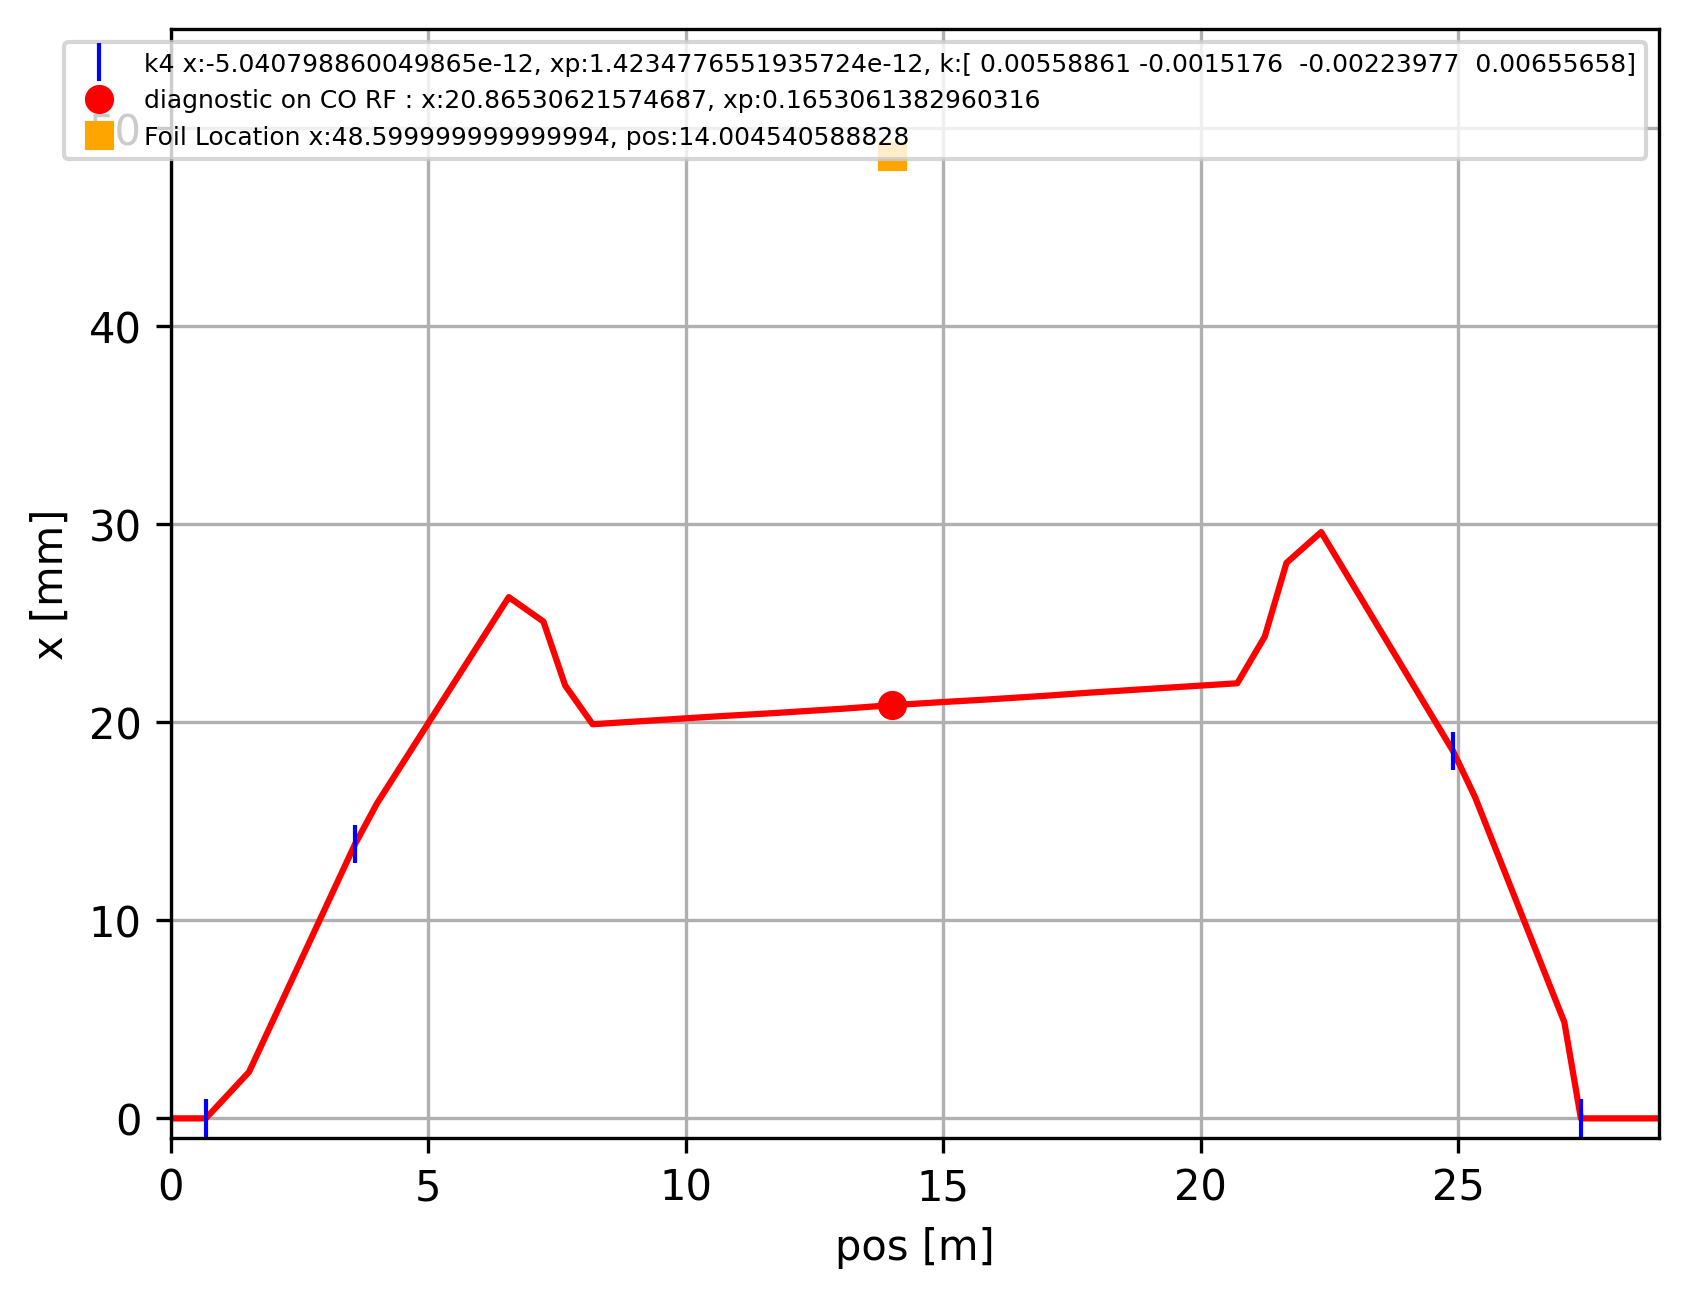 k4 x:-5.040798860049865e-12, xp:1.4234776551935724e-12, k:[ 0.00558861 -0.0015176  -0.00223977  0.00655658]
diagnostic on CO RF : x:20.86530621574687, xp:0.1653061382960316
Foil Location x:48.599999999999994, pos:14.004540588828
50
40
30
20
10
0
x [mm]
0 5 10 15 20 25
pos [m]